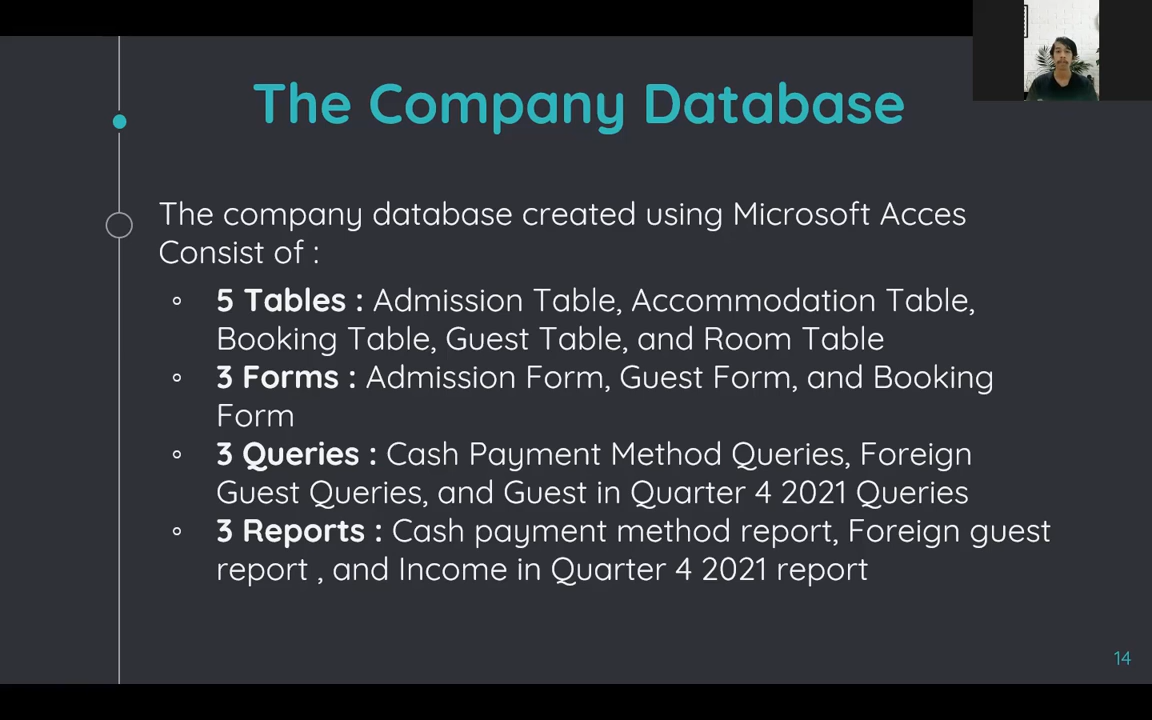 The Company Database
The company database created using Microsoft Acces
Consist of :
5 Tables : Admission Table, Accommodation Table,
Booking Table, Guest Table, and Room Table
3 Forms : Admission Form, Guest Form, and Booking
Form
3 Queries : Cash Payment Method Queries, Foreign
Guest Queries, and Guest in Quarter 4 2021 Queries
3 Reports : Cash payment method report, Foreign guest
report , and Income in Quarter 4 2021 report
14